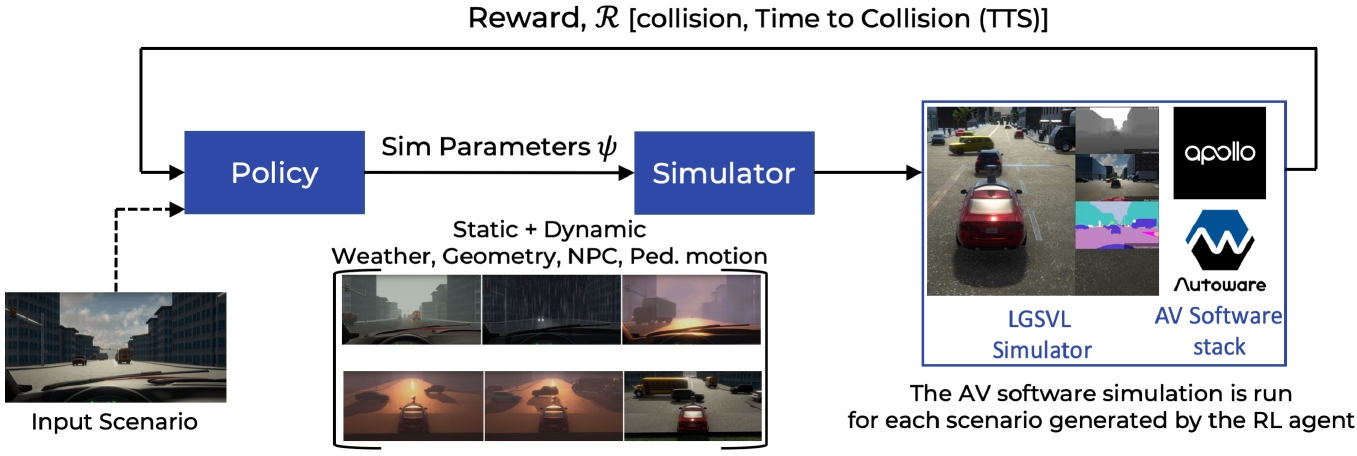 Reward, ℛ [collision, Time to Collision (TTS)]
Policy
Sim Parameters ψ
Simulator
Static + Dynamic
Weather, Geometry, NPC, Ped. motion
Input Scenario
apollo
Autoware
LGSVL
Simulator
AV Software
stack
The AV software simulation is run
for each scenario generated by the RL agent